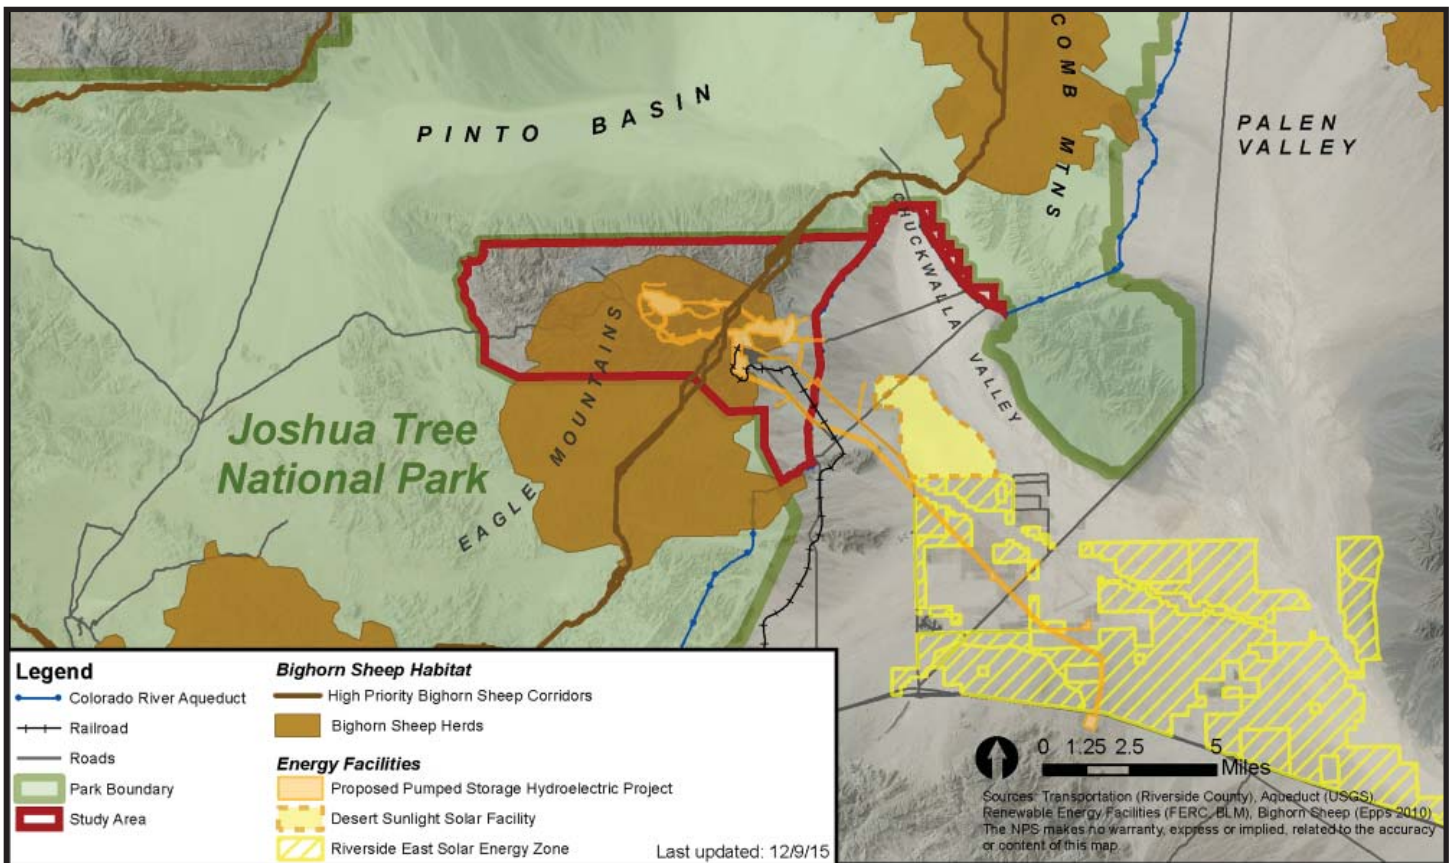 PINTO BASIN
COMB MTNS
PALEN
VALLEY
CHUCKWALLA VALLEY
EAGLE MOUNTAINS
Joshua Tree
National Park
Legend
Colorado River Aqueduct
Railroad
Roads
Park Boundary
Study Area
Bighorn Sheep Habitat
High Priority Bighorn Sheep Corridors
Bighorn Sheep Herds
Energy Facilities
Proposed Pumped Storage Hydroelectric Project
Desert Sunlight Solar Facility
Riverside East Solar Energy Zone
Last updated: 12/9/15
0 1.25 2.5 5
Miles
Sources: Transportation (Riverside County), Aqueduct (USGS)
Renewable Energy Facilities (FERC, BLM), Bighorn Sheep (Epps 2010)
The NPS makes no warranty, express or implied, related to the accuracy
or content of this map.